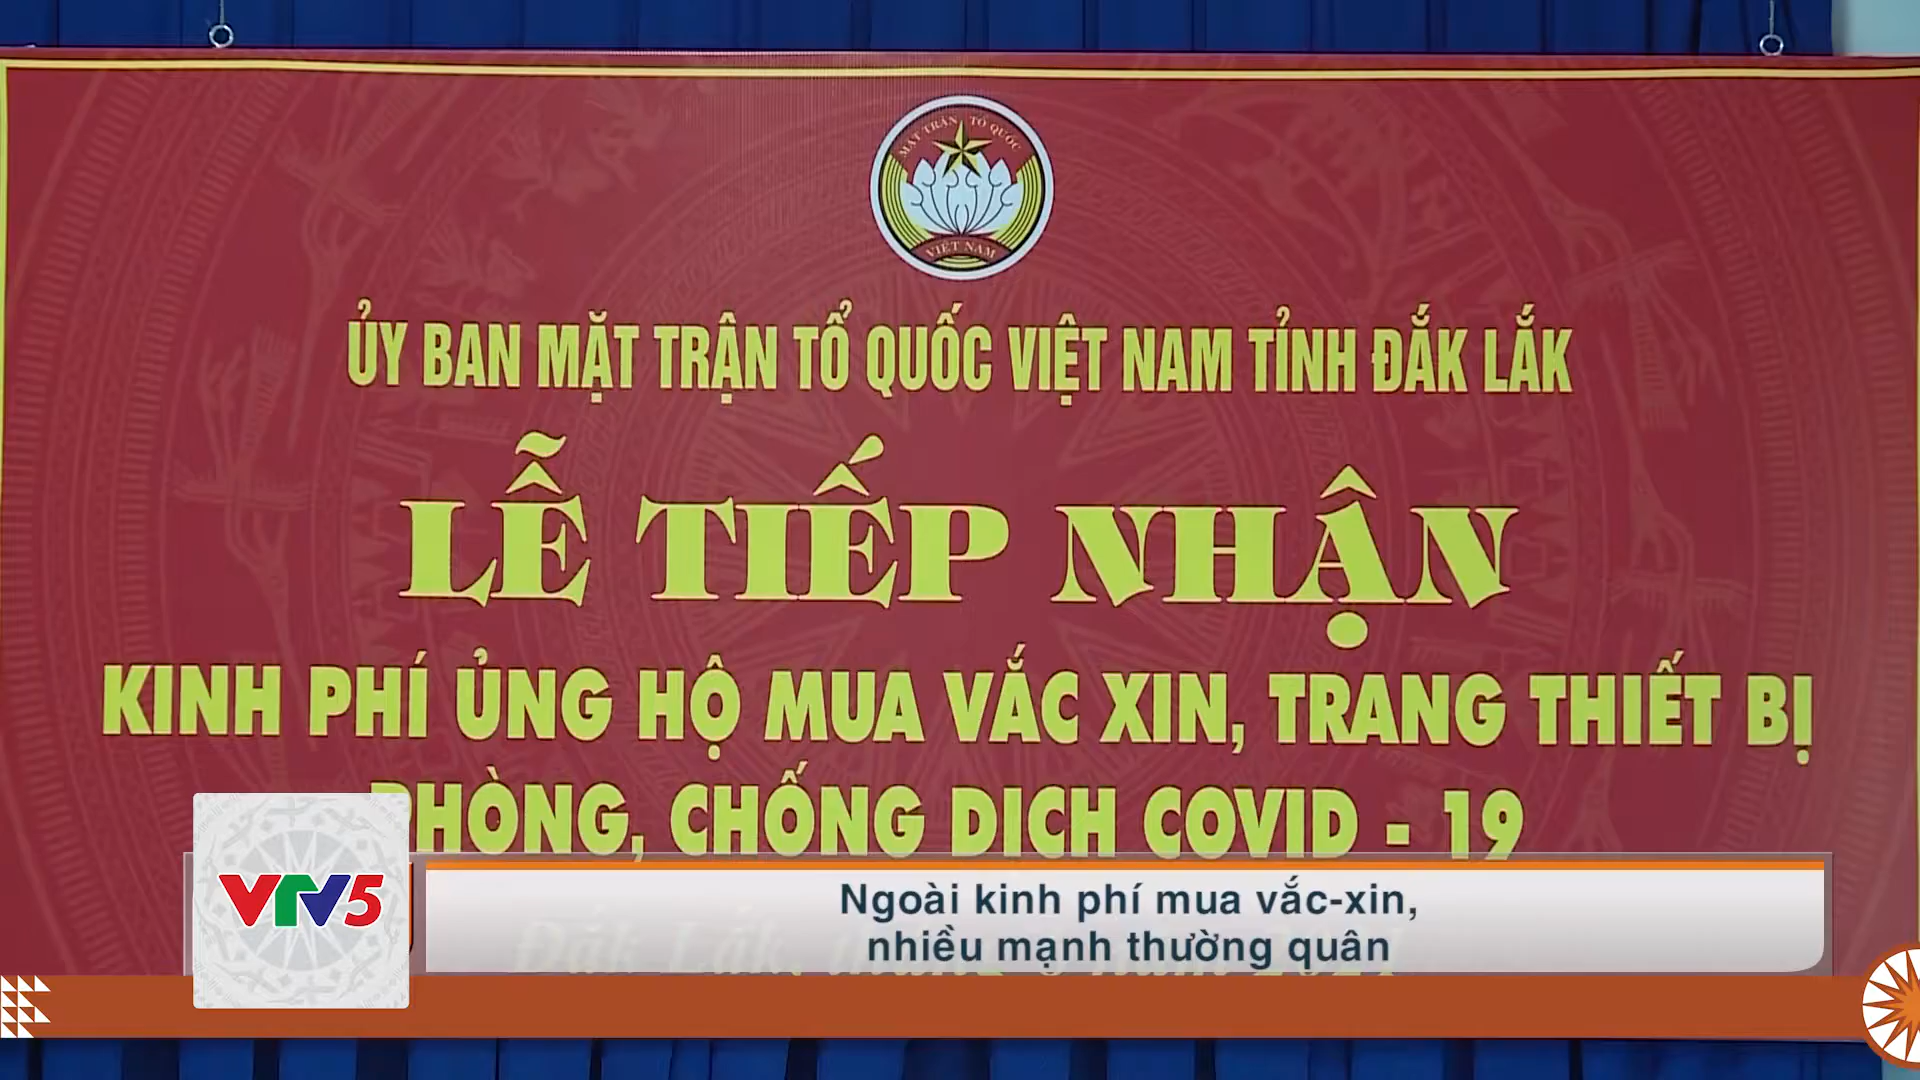 MẶT TRẬN TỔ QUỐC
VIỆT NAM
ỦY BAN MẶT TRẬN TỔ QUỐC VIỆT NAM TỈNH ĐẮK LẮK
LỄ TIẾP NHẬN
KINH PHÍ ỦNG HỘ MUA VẮC XIN, TRANG THIẾT BỊ
PHÒNG, CHỐNG DỊCH COVID - 19
VTV5
Ngoài kinh phí mua vắc-xin,
nhiều mạnh thường quân